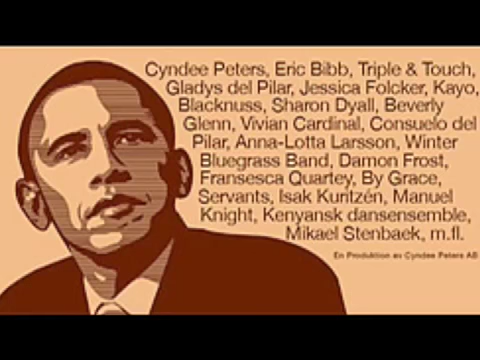 Cyndee Peters, Eric Bibb, Triple & Touch,
Gladys del Pilar, Jessica Folcker, Kayo,
Blacknuss, Sharon Dyall, Beverly
Glenn, Vivian Cardinal, Consuelo del
Pilar, Anna-Lotta Larsson, Winter
Bluegrass Band, Damon Frost,
Fransesca Quartey, By Grace,
Servants, Isak Kuritzén, Manuel
Knight, Kenyansk dansensemble,
Mikael Stenbaek, m.fl.
En Produktion av Cyndee Peters AB